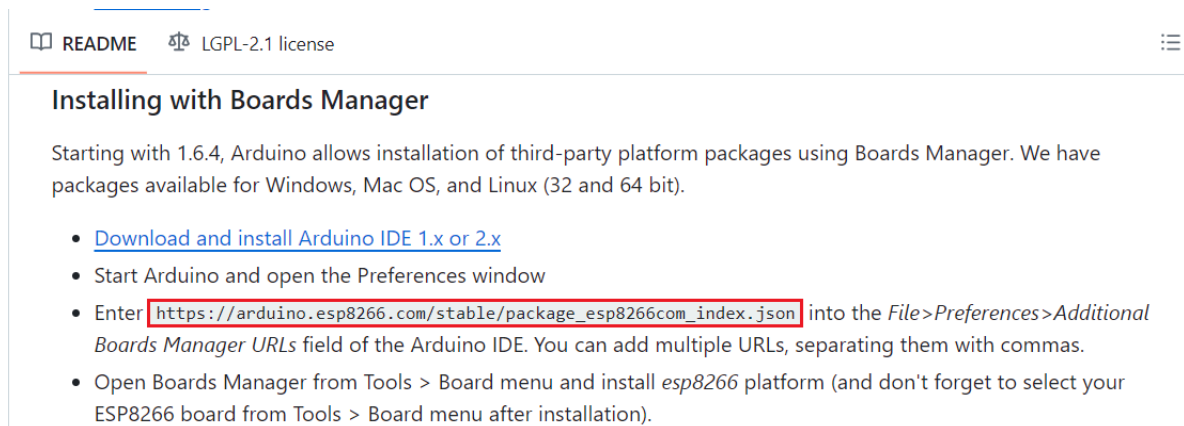 README LGPL-2.1 license
Installing with Boards Manager
Starting with 1.6.4, Arduino allows installation of third-party platform packages using Boards Manager. We have
packages available for Windows, Mac OS, and Linux (32 and 64 bit).
• Download and install Arduino IDE 1.x or 2.x
• Start Arduino and open the Preferences window
• Enter https://arduino.esp8266.com/stable/package_esp8266com_index.json into the File>Preferences>Additional
Boards Manager URLs field of the Arduino IDE. You can add multiple URLs, separating them with commas.
• Open Boards Manager from Tools > Board menu and install esp8266 platform (and don't forget to select your
ESP8266 board from Tools > Board menu after installation).